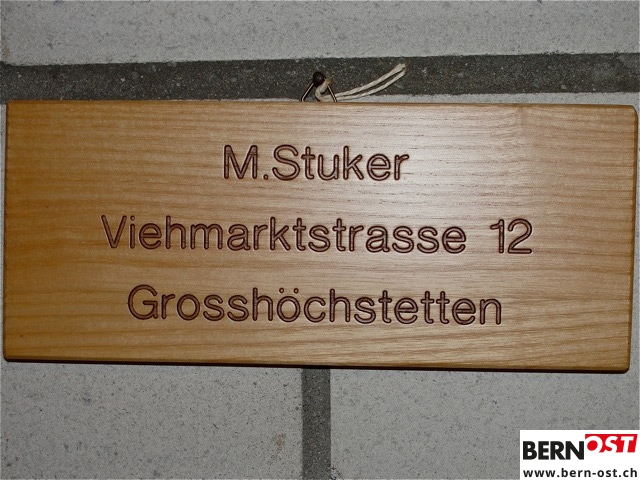 M.Stuker
Viehmarktstrasse 12
Grosshöchstetten
BERNOST
www.bern-ost.ch